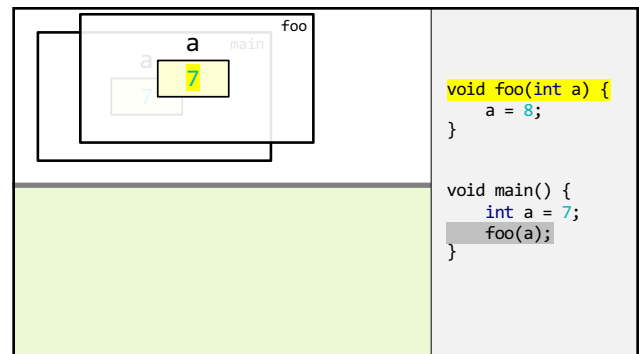 foo
a
main
a
7
7
void foo(int a) {
    a = 8;
}
void main() {
    int a = 7;
    foo(a);
}